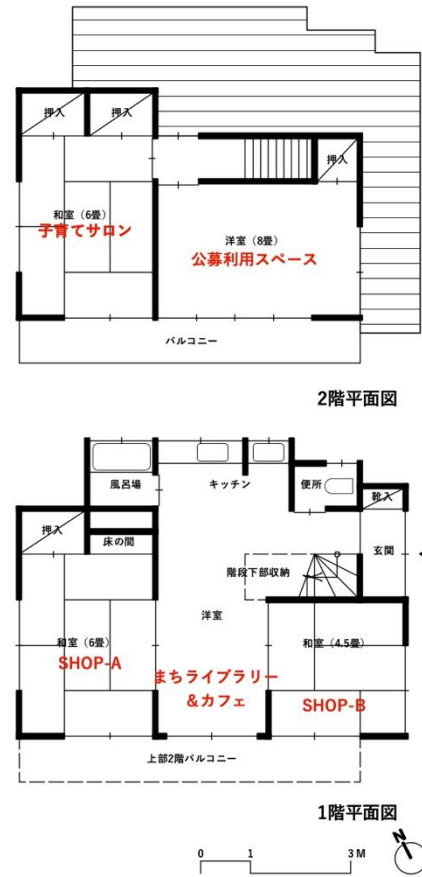 押入
押入
押入
和室（6畳）
子育てサロン
洋室（8畳）
公募利用スペース
バルコニー
2階平面図
風呂場
キッチン
便所
靴入
押入
床の間
玄関
階段下部収納
洋室
和室（6畳）
SHOP-A
まちライブラリー
＆カフェ
和室（4.5畳）
SHOP-B
上部2階バルコニー
1階平面図
0 1 3 M
N